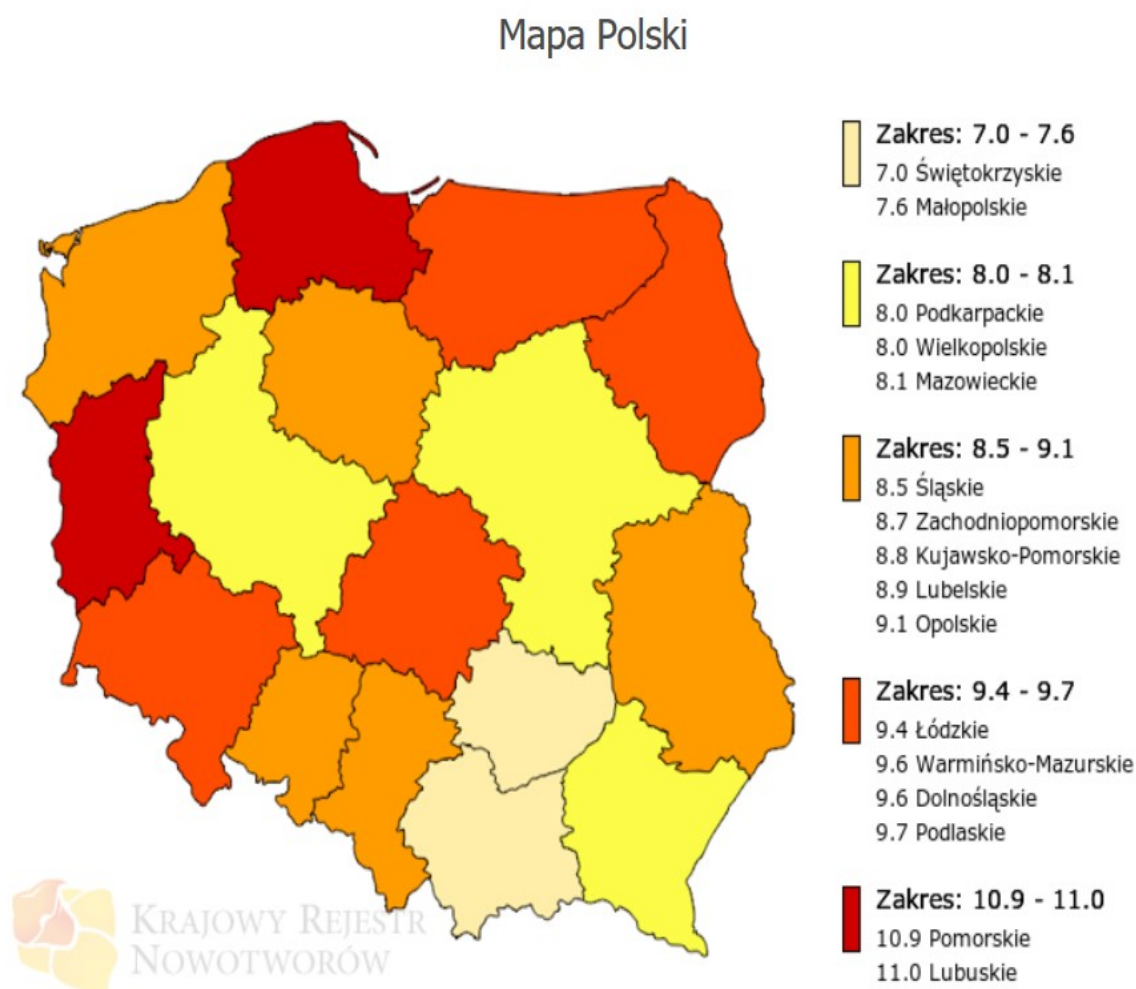 Mapa Polski
Zakres: 7.0 - 7.6
7.0 Świętokrzyskie
7.6 Małopolskie
Zakres: 8.0 - 8.1
8.0 Podkarpackie
8.0 Wielkopolskie
8.1 Mazowieckie
Zakres: 8.5 - 9.1
8.5 Śląskie
8.7 Zachodniopomorskie
8.8 Kujawsko-Pomorskie
8.9 Lubelskie
9.1 Opolskie
Zakres: 9.4 - 9.7
9.4 Łódzkie
9.6 Warmińsko-Mazurskie
9.6 Dolnośląskie
9.7 Podlaskie
Zakres: 10.9 - 11.0
10.9 Pomorskie
11.0 Lubuskie
KRAJOWY REJESTR
NOWOTWORÓW